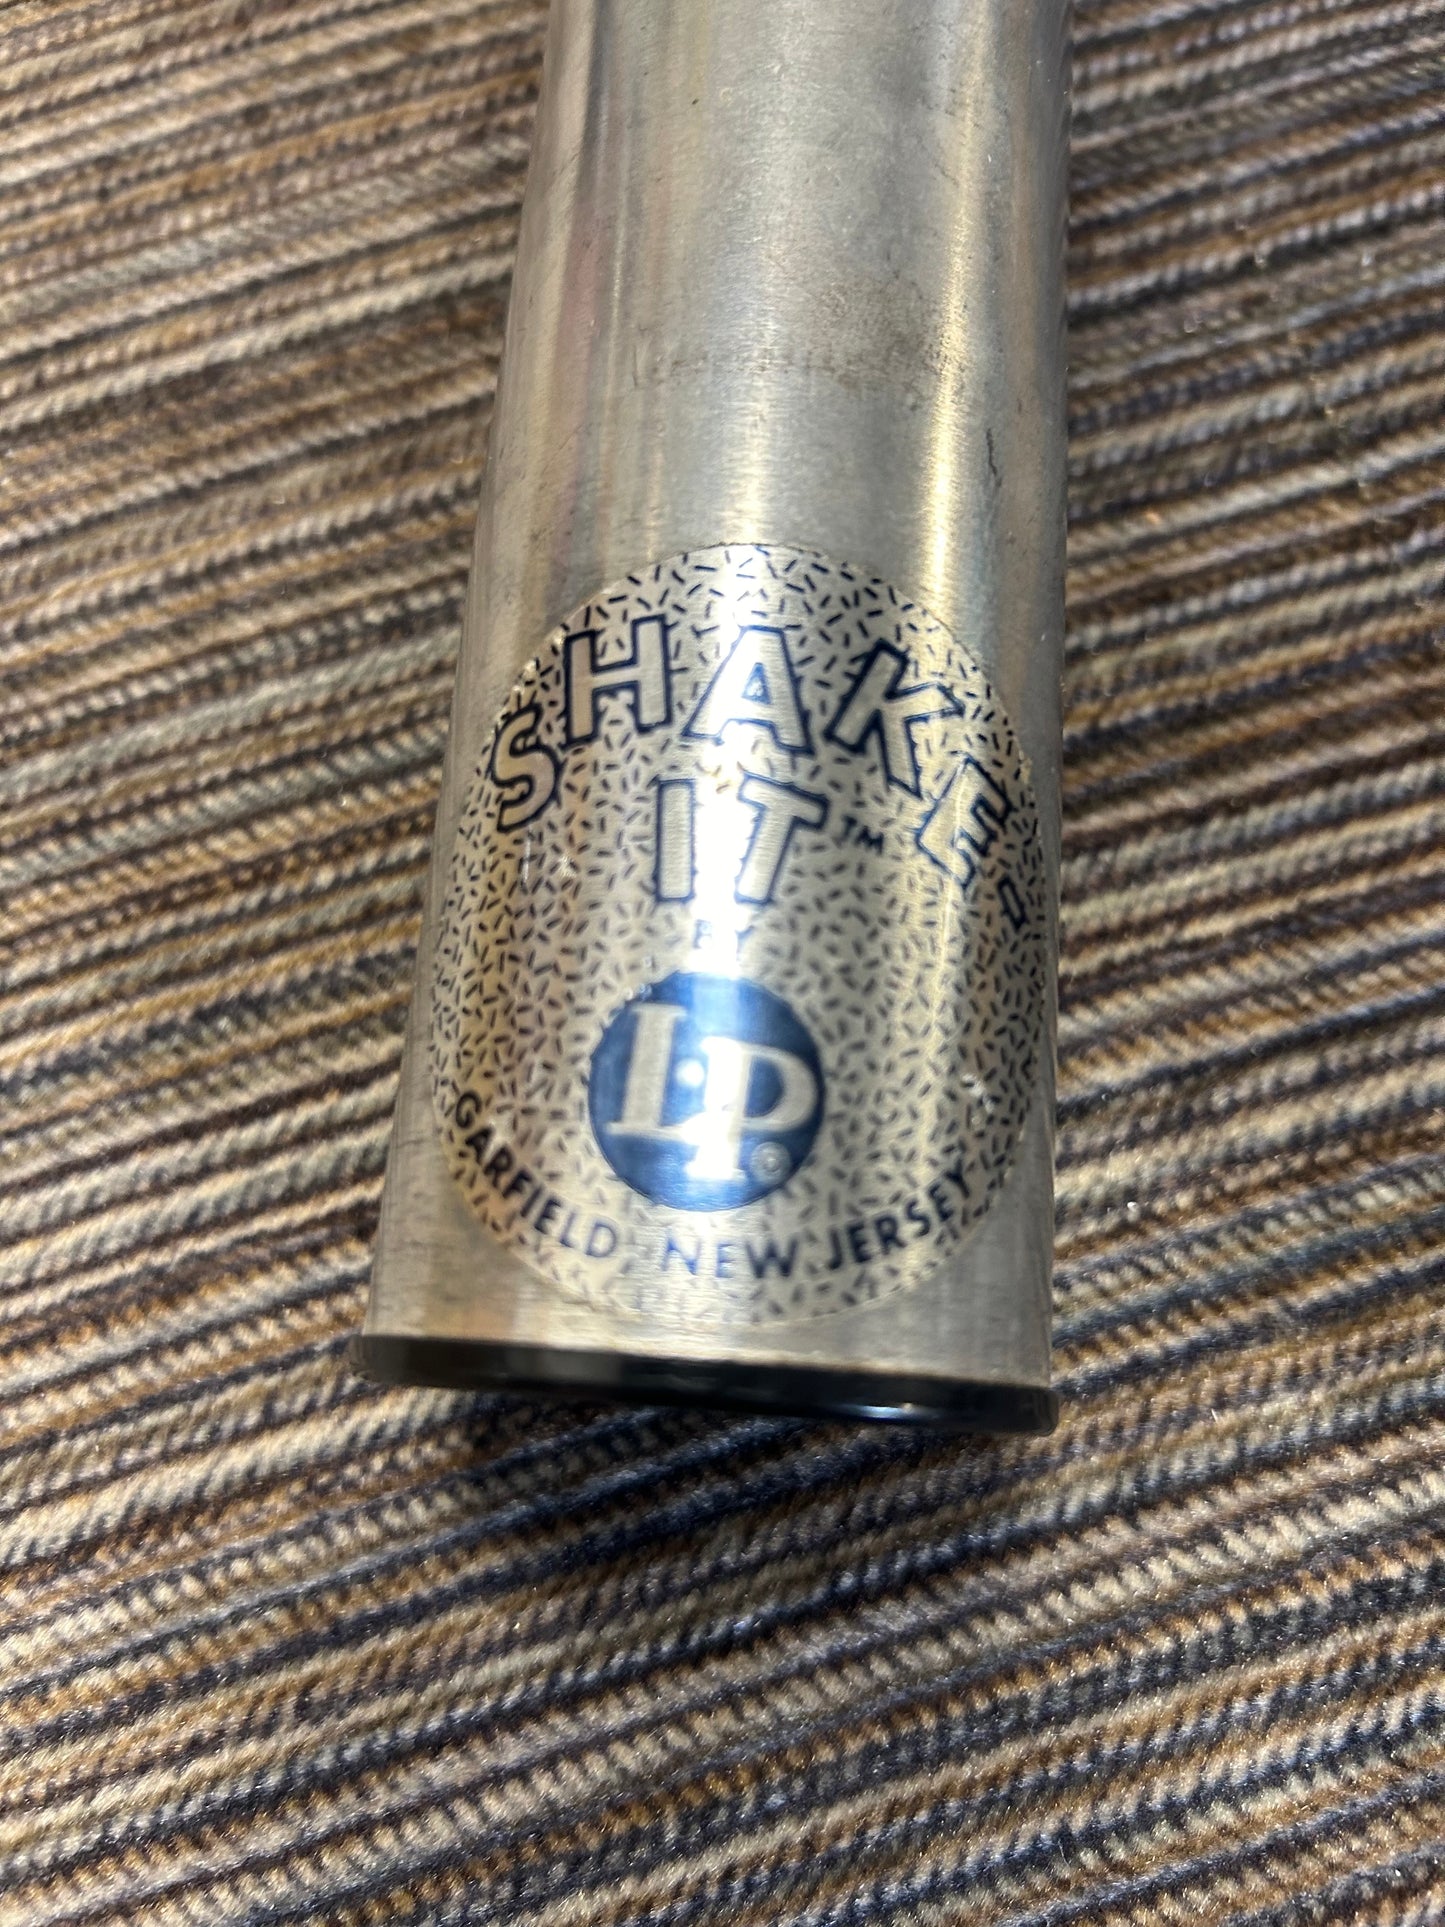 SHAKE-
IT™
BY
LP®
GARFIELD, NEW JERSEY